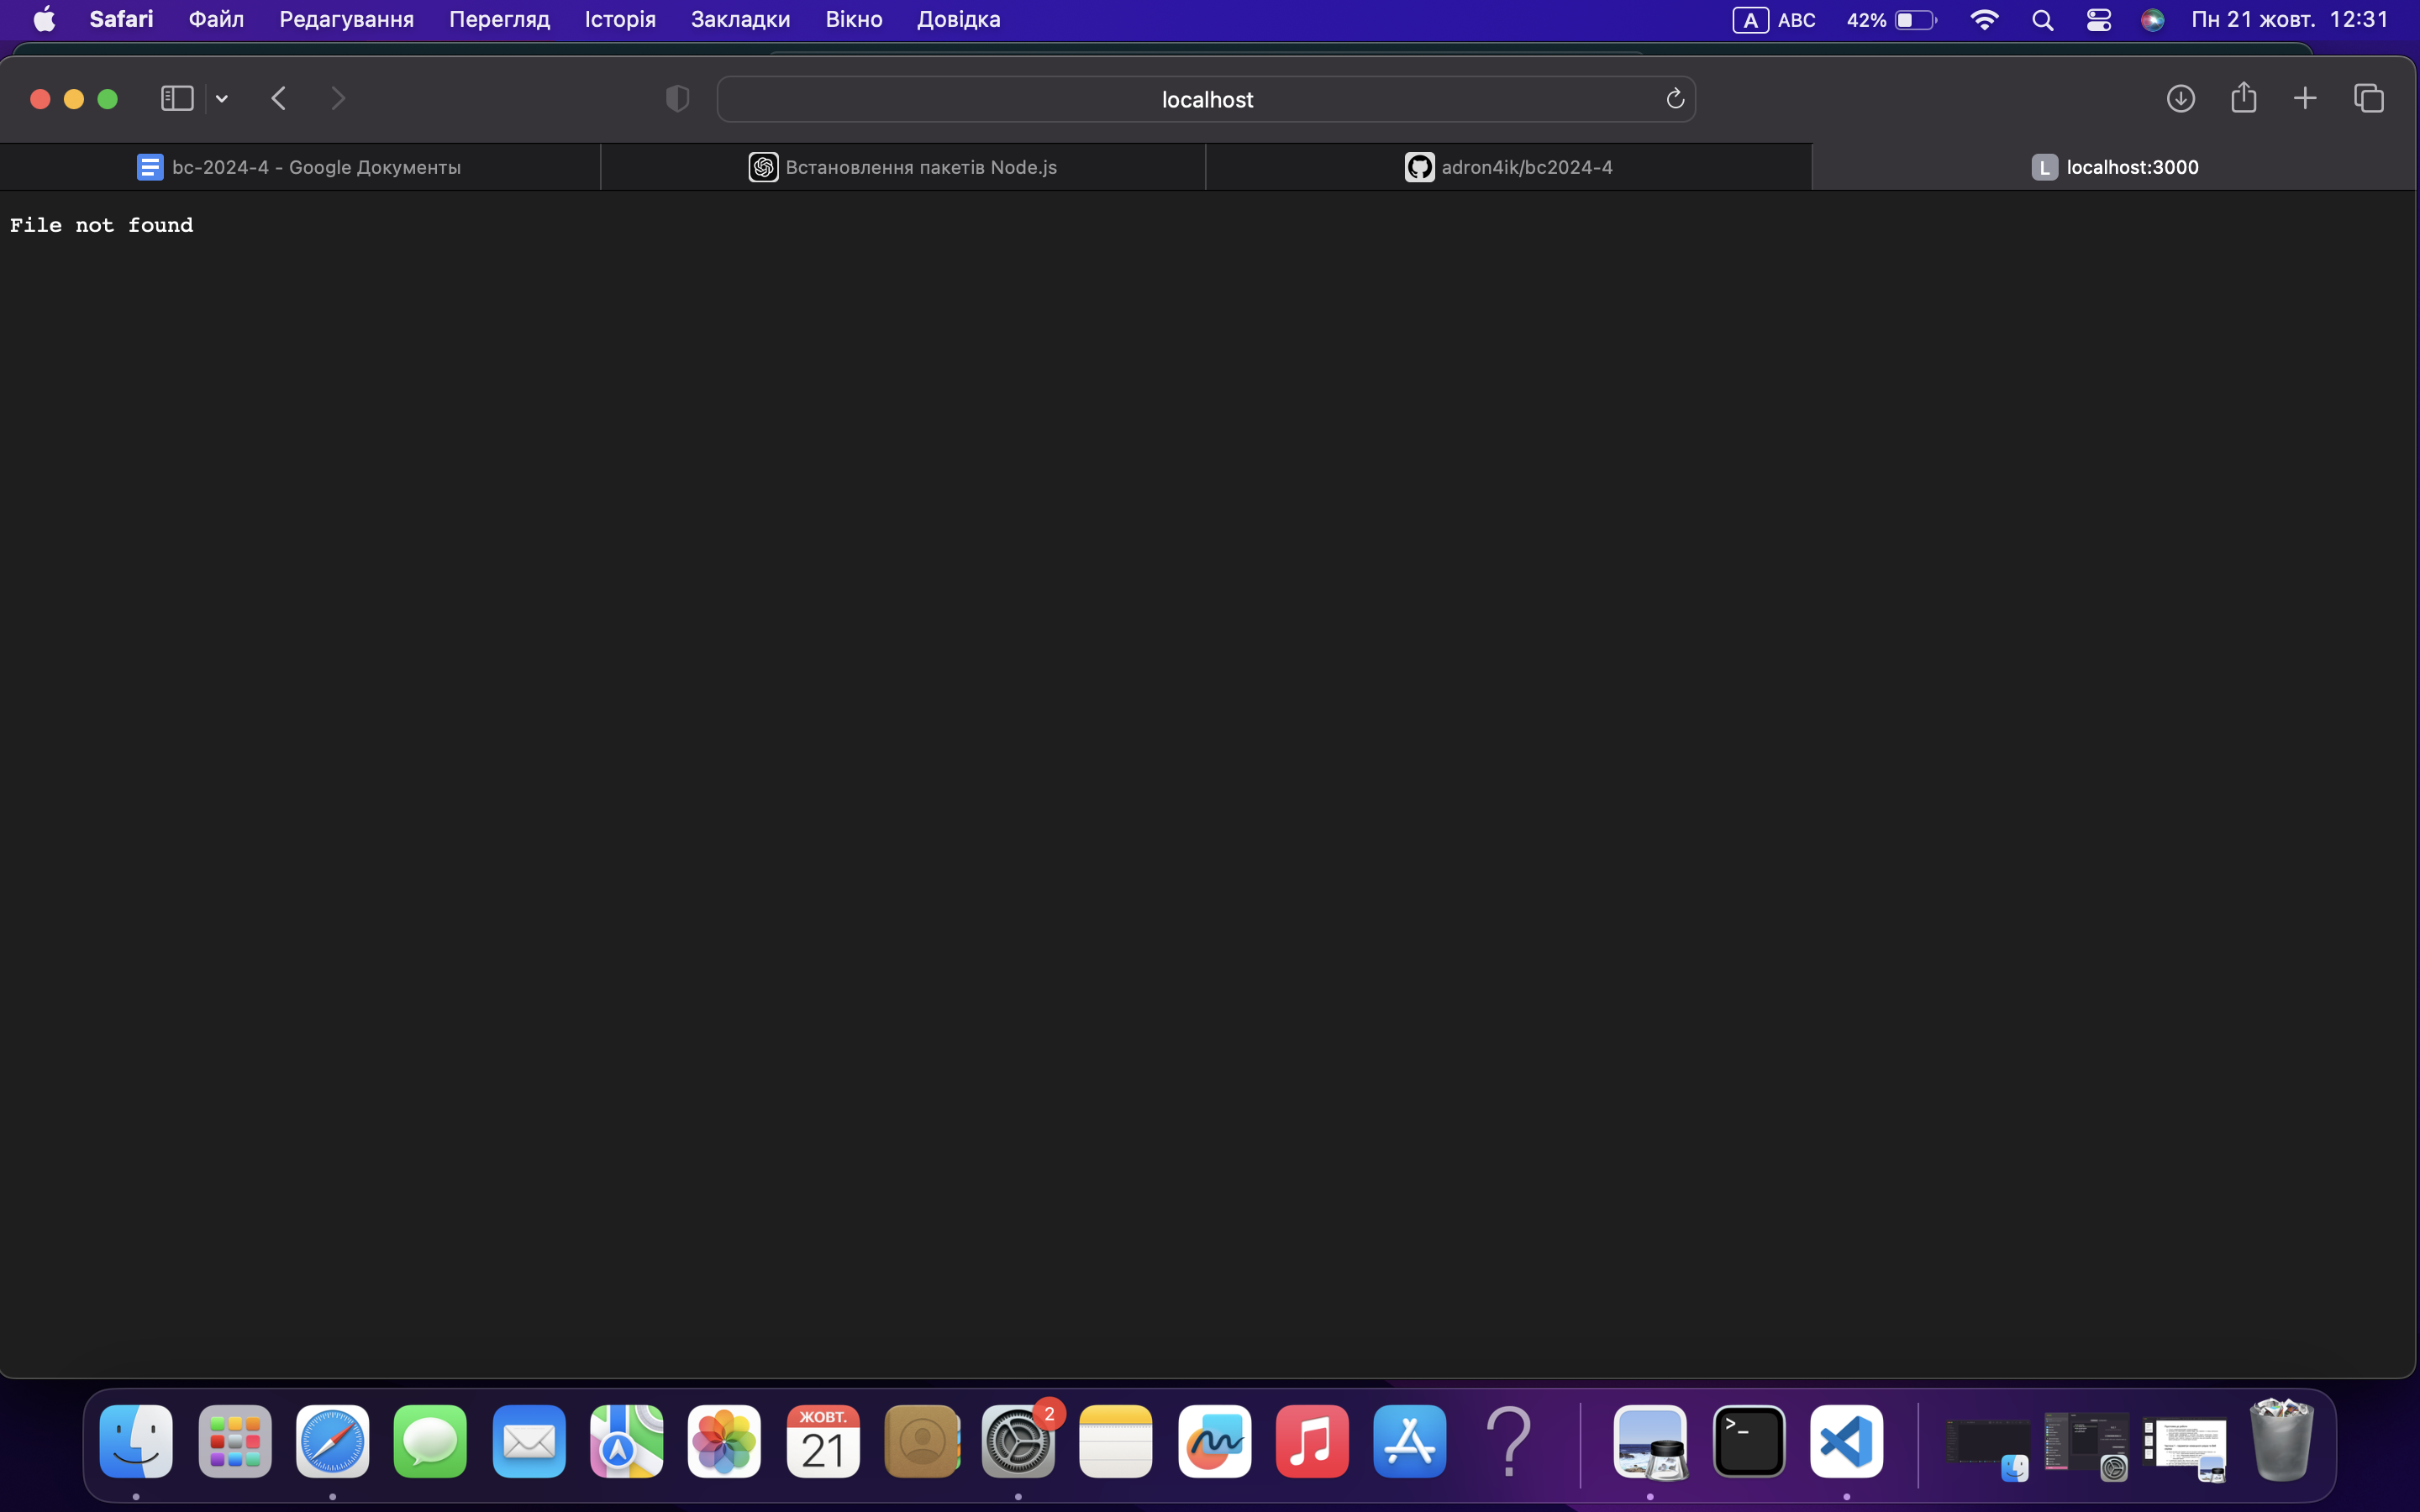 Safari Файл Редагування Перегляд Історія Закладки Вікно Довідка A ABC 42% Пн 21 жовт. 12:31
localhost
bc-2024-4 - Google Документы Встановлення пакетів Node.js adron4ik/bc2024-4 L localhost:3000
File not found
2
ЖОВТ.
21
>_